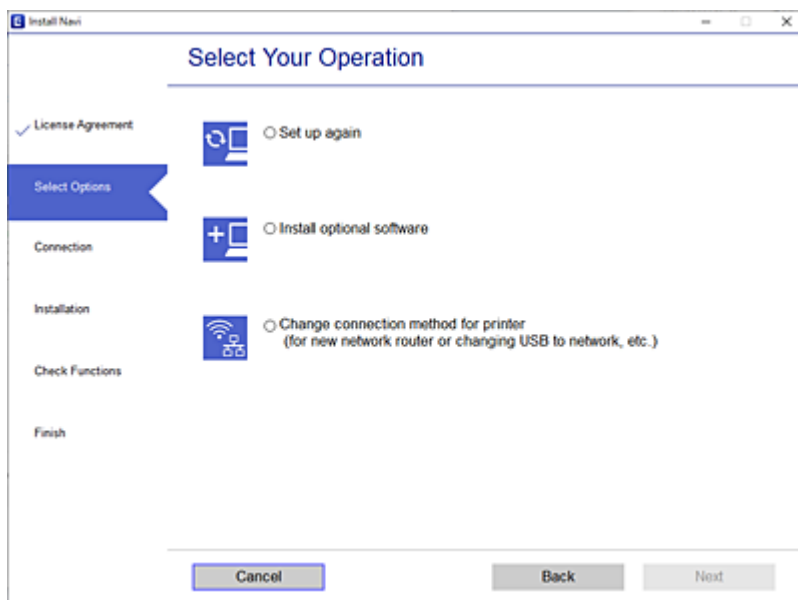 E Install Navi
Select Your Operation
License Agreement
Select Options
Connection
Installation
Check Functions
Finish
Set up again
Install optional software
Change connection method for printer
(for new network router or changing USB to network, etc.)
Cancel
Back
Next